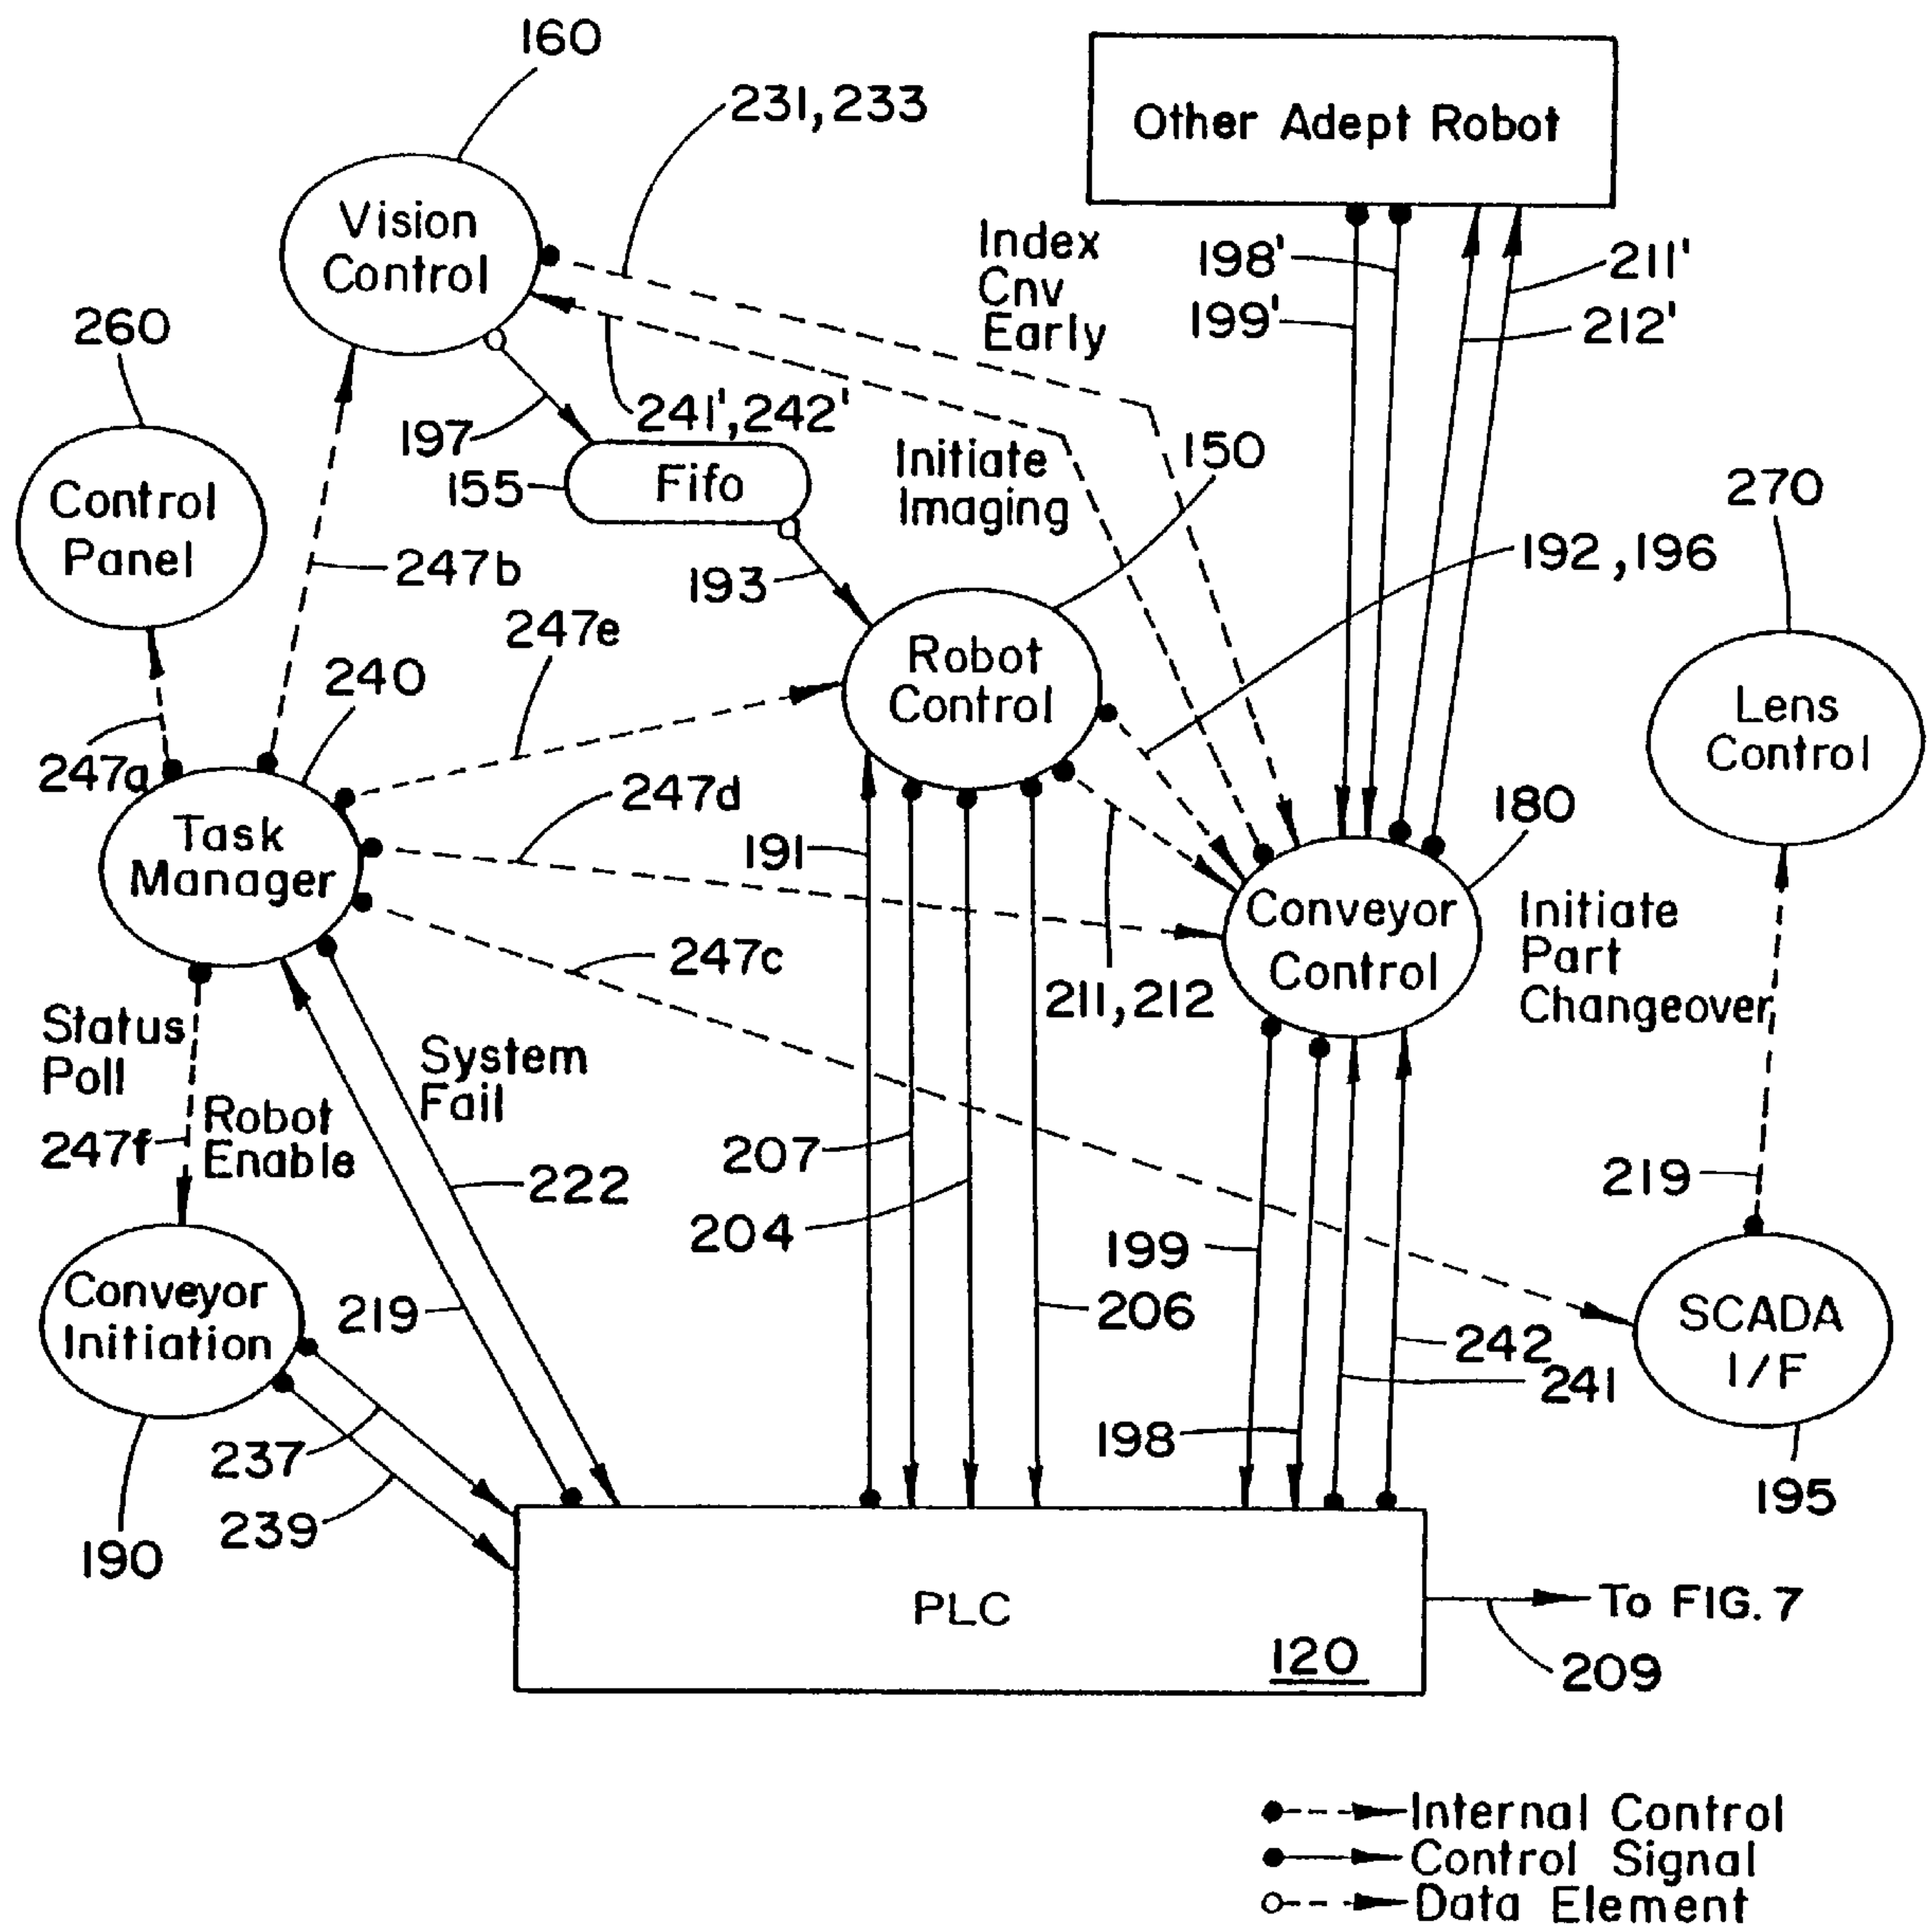 160
231,233
Other Adept Robot
Vision
Control
Index
Cnv
Early
198'
199'
211'
212'
260
197
241',242'
155
Fifo
Initiate
Imaging
150
270
Control
Panel
247b
193
192,196
247e
240
Robot
Control
Lens
Control
247a
247d
180
Task
Manager
191
Conveyor
Control
Initiate
Part
Changeover
247c
211,212
Status
Poll
System
Fail
Robot
Enable
247f
207
222
204
199
219
Conveyor
Initiation
219
206
SCADA
I/F
242
241
237
198
239
195
190
PLC
120
To FIG. 7
209
Internal Control
Control Signal
Data Element